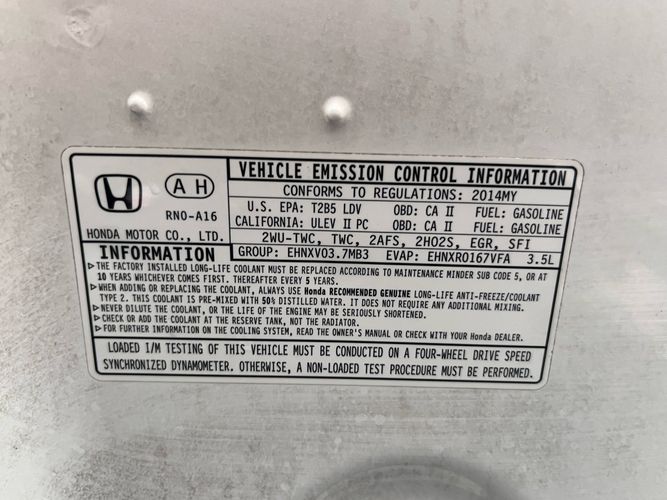 A H
RNO-A16
HONDA MOTOR CO., LTD.
VEHICLE EMISSION CONTROL INFORMATION
CONFORMS TO REGULATIONS: 2014MY
U.S. EPA: T2B5 LDV OBD: CA II FUEL: GASOLINE
CALIFORNIA: ULEV II PC OBD: CA II FUEL: GASOLINE
2WU-TWC, TWC, 2AFS, 2HO2S, EGR, SFI
GROUP: EHNXV03.7MB3 EVAP: EHNXR0167VFA 3.5L
INFORMATION
▷THE FACTORY INSTALLED LONG-LIFE COOLANT MUST BE REPLACED ACCORDING TO MAINTENANCE MINDER SUB CODE 5, OR AT
10 YEARS WHICHEVER COMES FIRST. THEREAFTER EVERY 5 YEARS.
▷WHEN ADDING OR REPLACING THE COOLANT, ALWAYS USE Honda RECOMMENDED GENUINE LONG-LIFE ANTI-FREEZE/COOLANT
TYPE 2. THIS COOLANT IS PRE-MIXED WITH 50% DISTILLED WATER. IT DOES NOT REQUIRE ANY ADDITIONAL MIXING.
▷NEVER DILUTE THE COOLANT, OR THE LIFE OF THE ENGINE MAY BE SERIOUSLY SHORTENED.
▷CHECK OR ADD THE COOLANT AT THE RESERVE TANK, NOT THE RADIATOR.
▷FOR FURTHER INFORMATION ON THE COOLING SYSTEM, READ THE OWNER'S MANUAL OR CHECK WITH YOUR Honda DEALER.
LOADED I/M TESTING OF THIS VEHICLE MUST BE CONDUCTED ON A FOUR-WHEEL DRIVE SPEED
SYNCHRONIZED DYNAMOMETER. OTHERWISE, A NON-LOADED TEST PROCEDURE MUST BE PERFORMED.